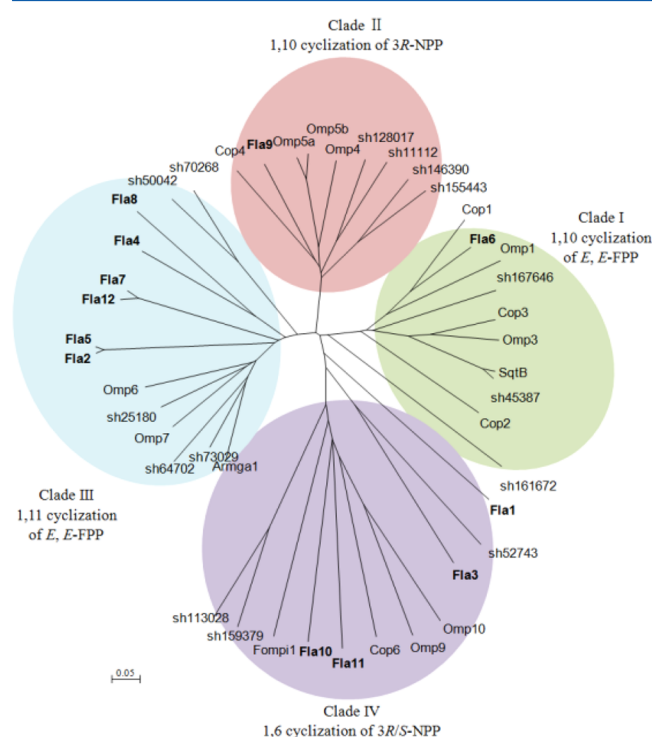 Clade Ⅱ
1,10 cyclization of 3R-NPP
Omp5b
Fla9
Omp5a
sh128017
Cop4
Omp4
sh11112
sh70268
sh146390
sh50042
sh155443
Fla8
Cop1
Clade I
1,10 cyclization
of E, E-FPP
Fla4
Fla6
Omp1
sh167646
Fla7
Fla12
Cop3
Fla5
Omp3
Fla2
SqtB
Omp6
sh45387
sh25180
Cop2
Omp7
sh73029
sh64702
Armga1
sh161672
Clade III
1,11 cyclization
of E, E-FPP
Fla1
sh52743
Fla3
sh113028
sh159379
Fompi1
Fla10
Fla11
Cop6
Omp9
Omp10
0.05
Clade IV
1,6 cyclization of 3R/S-NPP